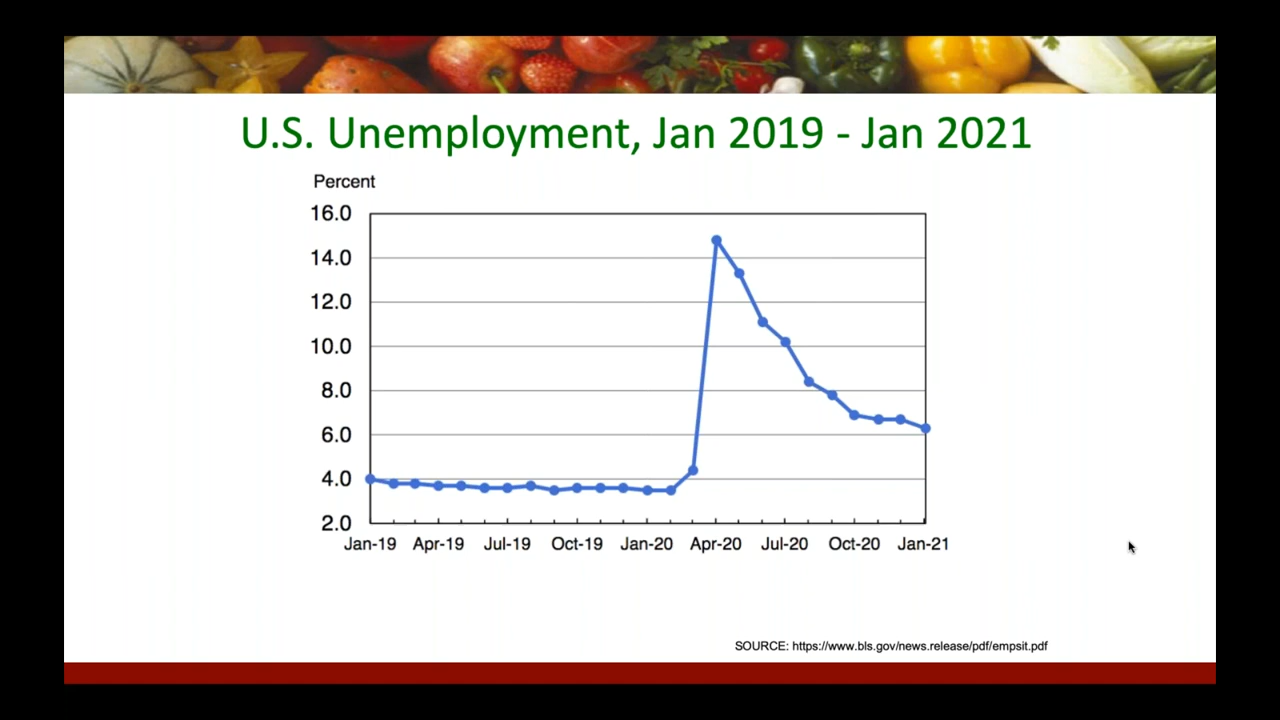 U.S. Unemployment, Jan 2019 - Jan 2021
Percent
16.0
14.0
12.0
10.0
8.0
6.0
4.0
2.0
Jan-19 Apr-19 Jul-19 Oct-19 Jan-20 Apr-20 Jul-20 Oct-20 Jan-21
SOURCE: https://www.bls.gov/news.release/pdf/empsit.pdf